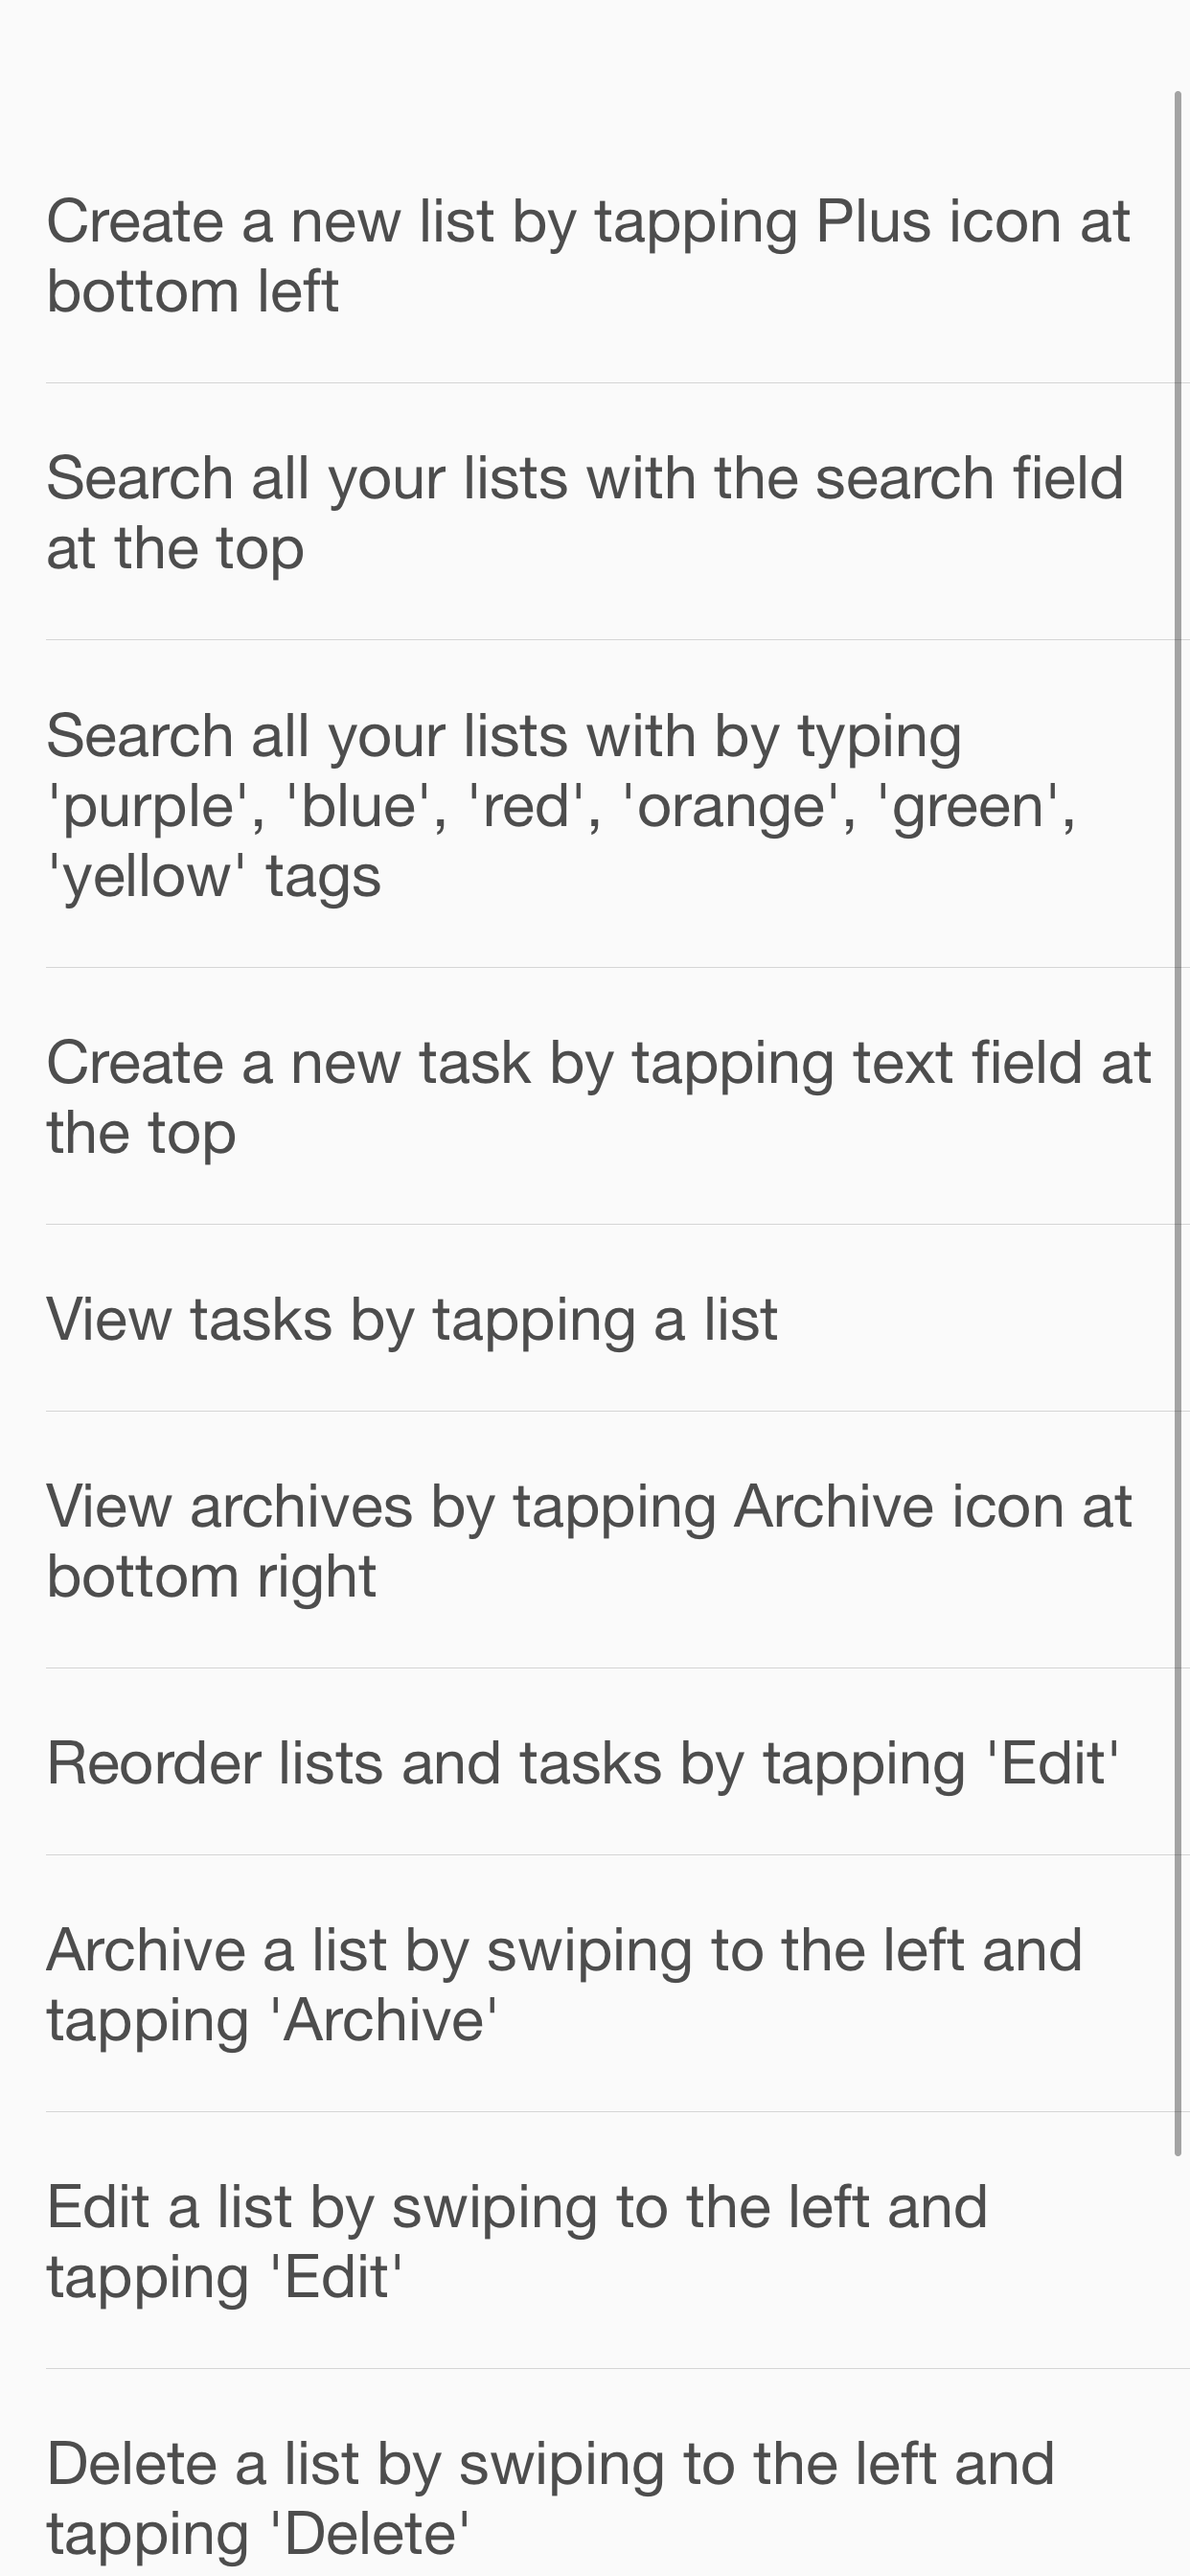 Create a new list by tapping Plus icon at
bottom left
Search all your lists with the search field
at the top
Search all your lists with by typing
'purple', 'blue', 'red', 'orange', 'green',
'yellow' tags
Create a new task by tapping text field at
the top
View tasks by tapping a list
View archives by tapping Archive icon at
bottom right
Reorder lists and tasks by tapping 'Edit'
Archive a list by swiping to the left and
tapping 'Archive'
Edit a list by swiping to the left and
tapping 'Edit'
Delete a list by swiping to the left and
tapping 'Delete'